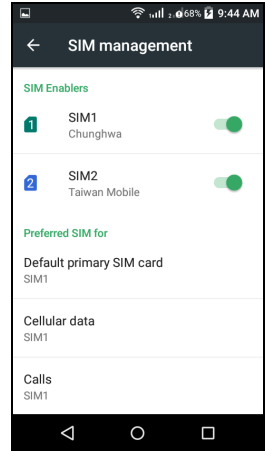 68% 9:44 AM
SIM management
SIM Enablers
1
SIM1
Chunghwa
2
SIM2
Taiwan Mobile
Preferred SIM for
Default primary SIM card
SIM1
Cellular data
SIM1
Calls
SIM1